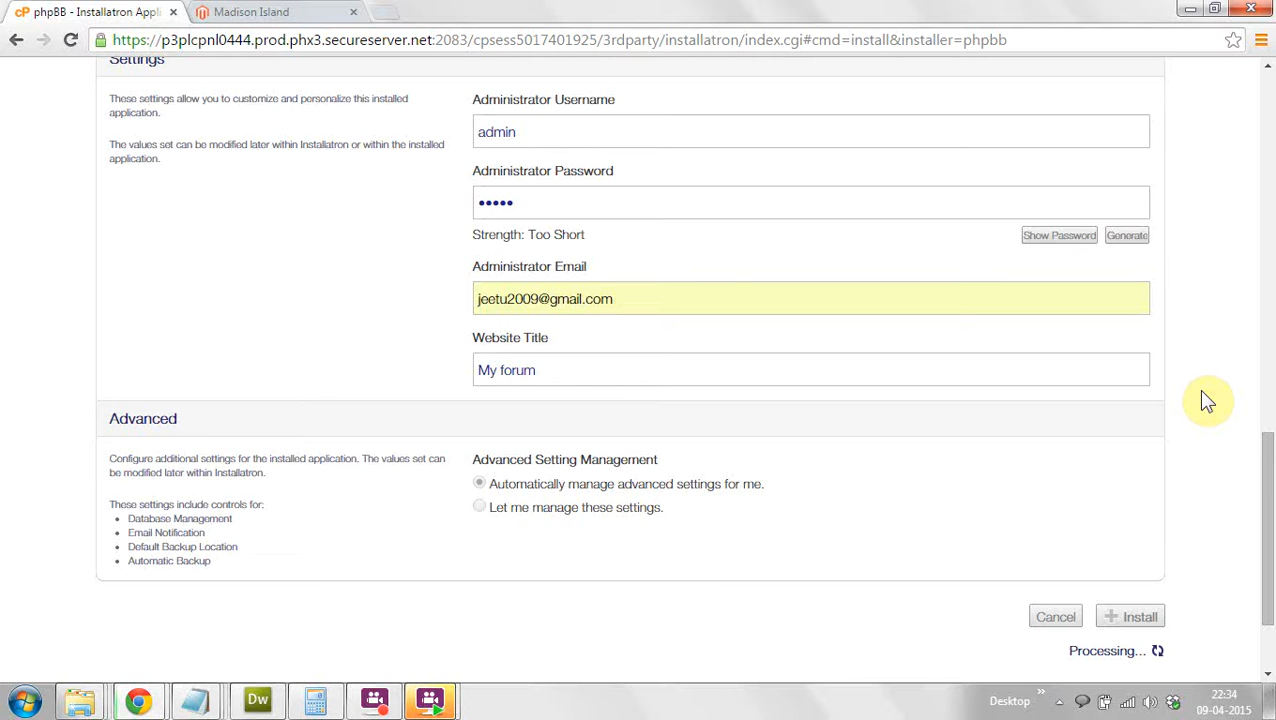 phpBB - Installatron Appli
Madison Island
https://p3plcpnl0444.prod.phx3.secureserver.net:2083/cpsess5017401925/3rdparty/installatron/index.cgi#cmd=install&installer=phpbb
Settings
These settings allow you to customize and personalize this installed
application.
The values set can be modified later within Installatron or within the installed
application.
Administrator Username
admin
Administrator Password
•••••
Strength: Too Short
Show Password
Generate
Administrator Email
jeetu2009@gmail.com
Website Title
My forum
Advanced
Configure additional settings for the installed application. The values set can
be modified later within Installatron.
These settings include controls for:
• Database Management
• Email Notification
• Default Backup Location
• Automatic Backup
Advanced Setting Management
Automatically manage advanced settings for me.
Let me manage these settings.
Cancel
Install
Processing...
Dw
Desktop
22:34
09-04-2015